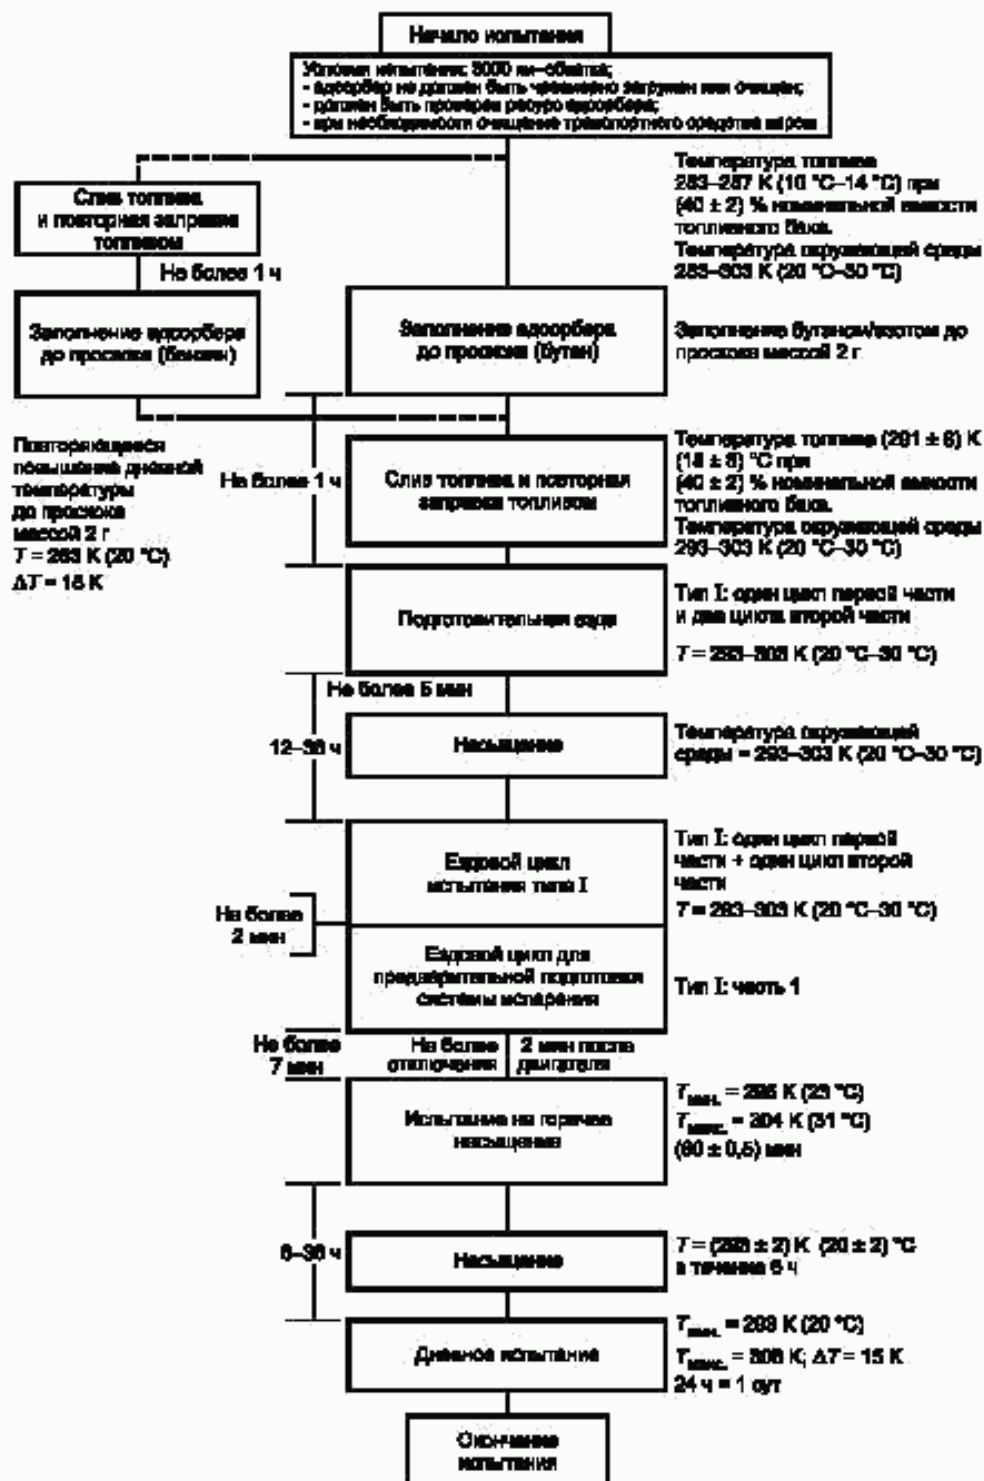 Начало испытания
Условия испытания: 3000 км–обкатка;
- адсорбер не должен быть чрезмерно загружен или очищен;
- должен быть проверен ресурс адсорбера;
- при необходимости очищение транспортного средства паром
Температура топлива
283–287 K (10 °C–14 °C) при
(40 ± 2) % номинальной емкости
топливного бака.
Температура окружающей среды
293–303 K (20 °C–30 °C)
Слив топлива
и повторная заправка
топливом
Не более 1 ч
Заполнение адсорбера
до проскока (бензин)
Заполнение адсорбера
до проскока (бутан)
Заполнение бутаном/азотом до
проскока массой 2 г
Повторяющееся
повышение дневной
температуры
до проскока
массой 2 г
T = 293 K (20 °C)
ΔT = 15 K
Не более 1 ч
Слив топлива и повторная
заправка топливом
Температура топлива (291 ± 8) K
(18 ± 8) °C при
(40 ± 2) % номинальной емкости
топливного бака.
Температура окружающей среды
293–303 K (20 °C–30 °C)
Подготовительная езда
Тип I: один цикл первой части
и два цикла второй части
T = 293–303 K (20 °C–30 °C)
Не более 5 мин
12–36 ч
Насыщение
Температура окружающей
среды = 293–303 K (20 °C–30 °C)
Ездовой цикл
испытания типа I
Тип I: один цикл первой
части + один цикл второй
части
T = 293–303 K (20 °C–30 °C)
Не более
2 мин
Ездовой цикл для
предварительной подготовки
системы испарения
Тип I: часть 1
Не более
7 мин
Не более 2 мин после
отключения двигателя
Испытание на горячее
насыщение
Tмин. = 296 K (23 °C)
Tмакс. = 304 K (31 °C)
(60 ± 0,5) мин
6–36 ч
Насыщение
T = (293 ± 2) K (20 ± 2) °C
в течение 6 ч
Дневное испытание
Tмин. = 293 K (20 °C)
Tмакс. = 308 K; ΔT = 15 K
24 ч = 1 сут
Окончание
испытания